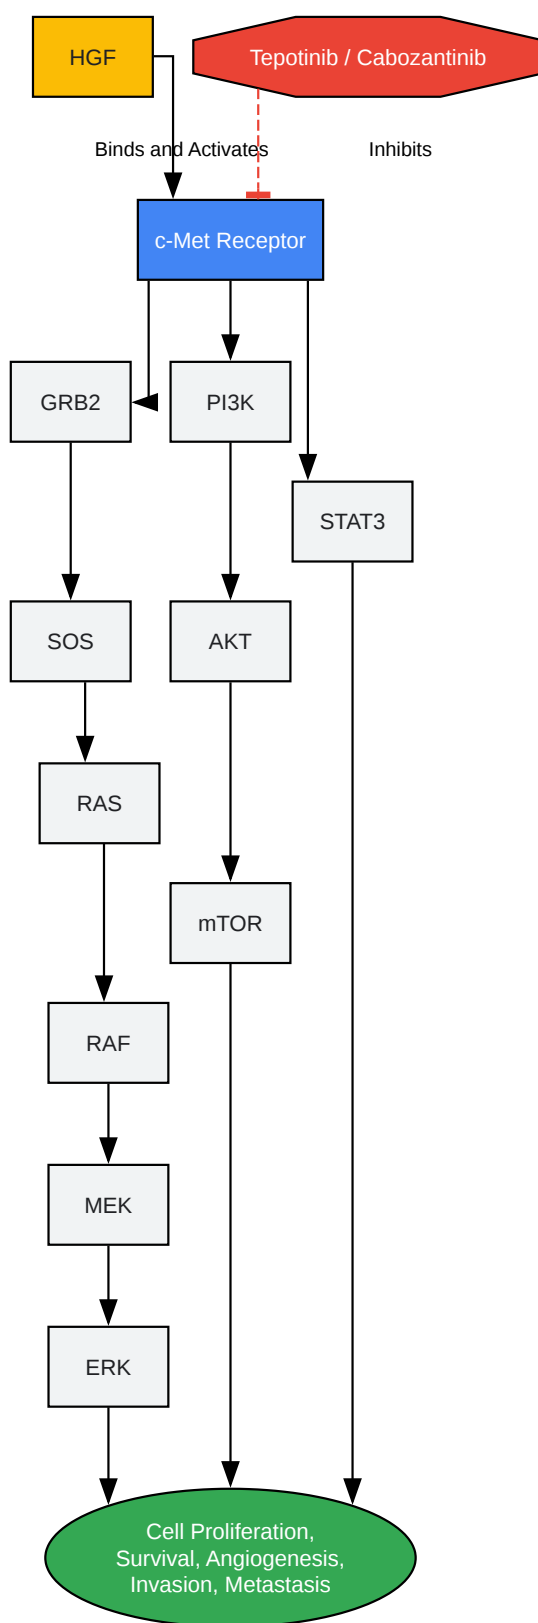 HGF
Tepotinib / Cabozantinib
Binds and Activates
Inhibits
c-Met Receptor
GRB2
PI3K
STAT3
SOS
AKT
RAS
mTOR
RAF
MEK
ERK
Cell Proliferation,
Survival, Angiogenesis,
Invasion, Metastasis